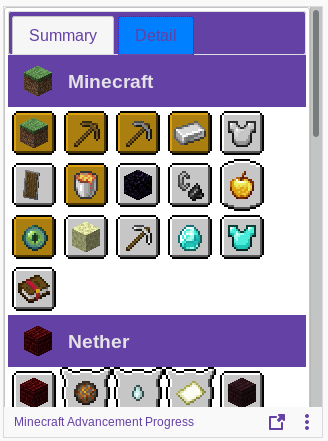 Summary
Detail
Minecraft
Nether
Minecraft Advancement Progress